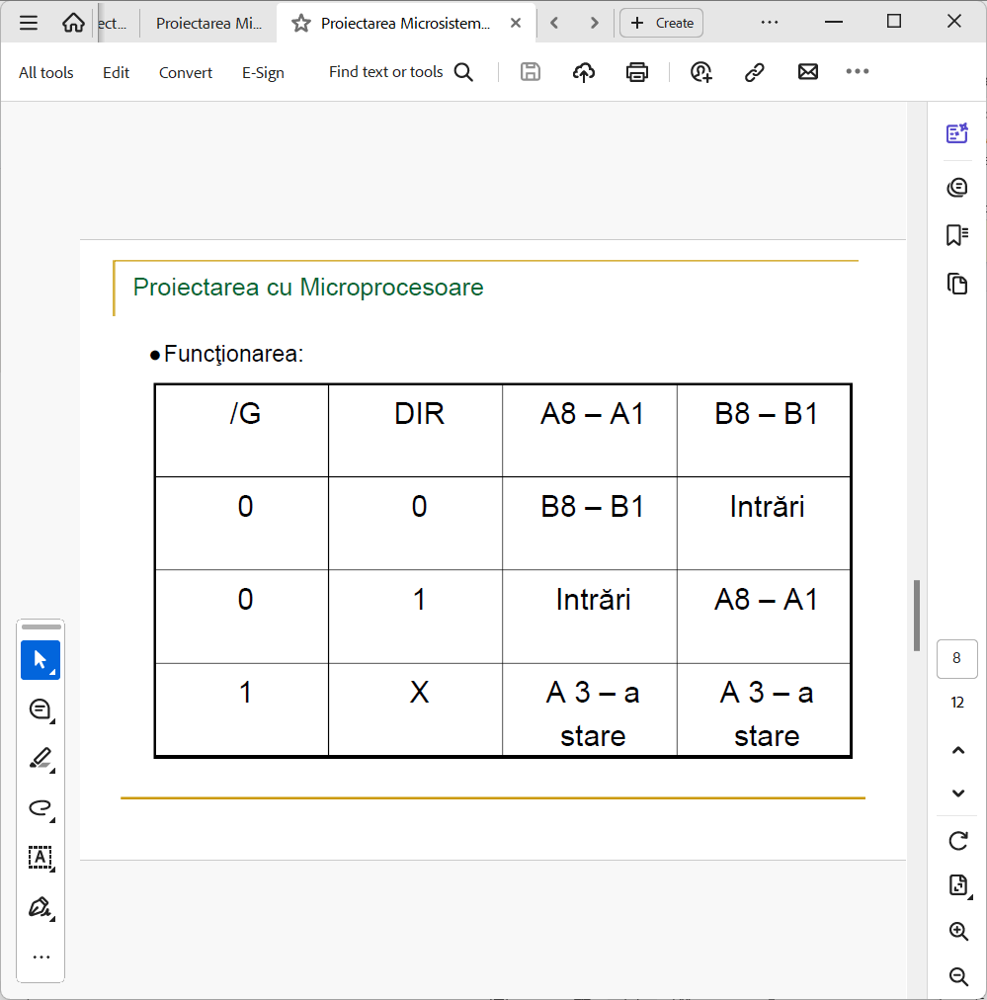 ect...
Proiectarea Mi...
Proiectarea Microsistem...
Create
All tools
Edit
Convert
E-Sign
Find text or tools
Proiectarea cu Microprocesoare
●Funcţionarea:
/G DIR A8 – A1 B8 – B1
0 0 B8 – B1 Intrări
0 1 Intrări A8 – A1
1 X A 3 – a stare A 3 – a stare
8
12